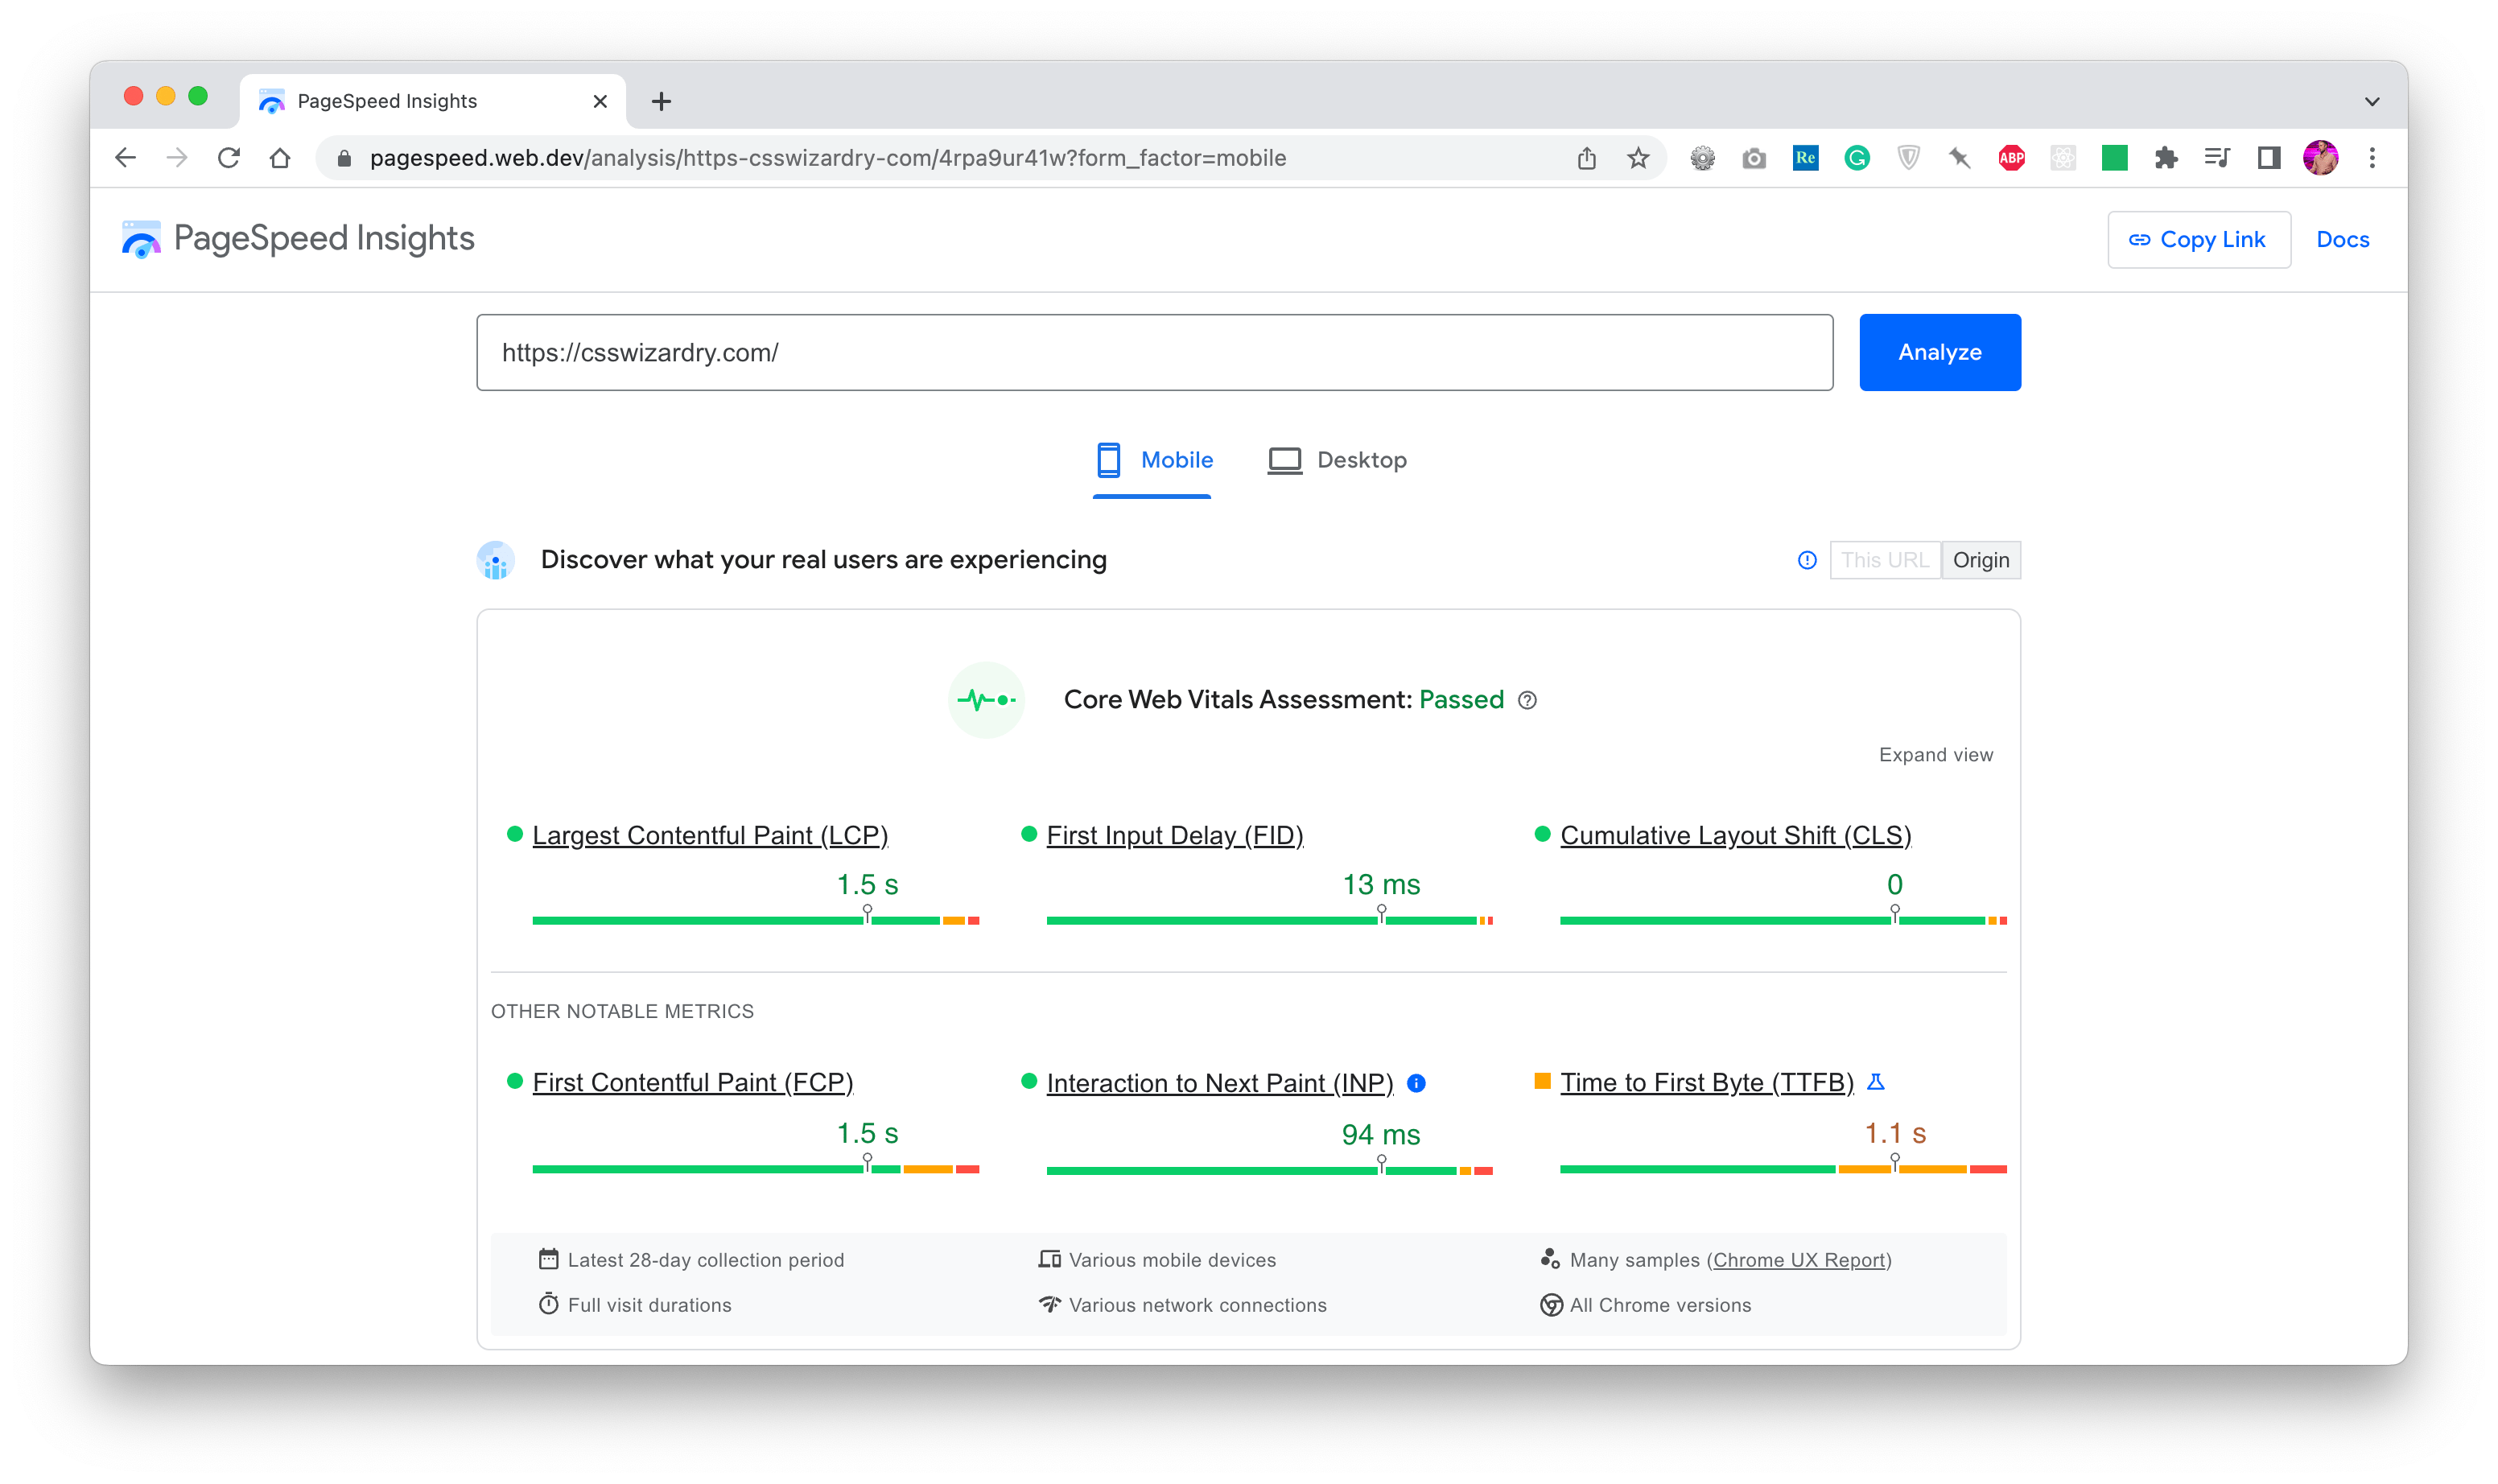 PageSpeed Insights
pagespeed.web.dev/analysis/https-csswizardry-com/4rpa9ur41w?form_factor=mobile
Re
G
ABP
PageSpeed Insights
Copy Link
Docs
https://csswizardry.com/
Analyze
Mobile
Desktop
Discover what your real users are experiencing
This URL
Origin
Core Web Vitals Assessment: Passed
Expand view
Largest Contentful Paint (LCP)
1.5 s
First Input Delay (FID)
13 ms
Cumulative Layout Shift (CLS)
0
OTHER NOTABLE METRICS
First Contentful Paint (FCP)
1.5 s
Interaction to Next Paint (INP)
94 ms
Time to First Byte (TTFB)
1.1 s
Latest 28-day collection period
Various mobile devices
Many samples (Chrome UX Report)
Full visit durations
Various network connections
All Chrome versions